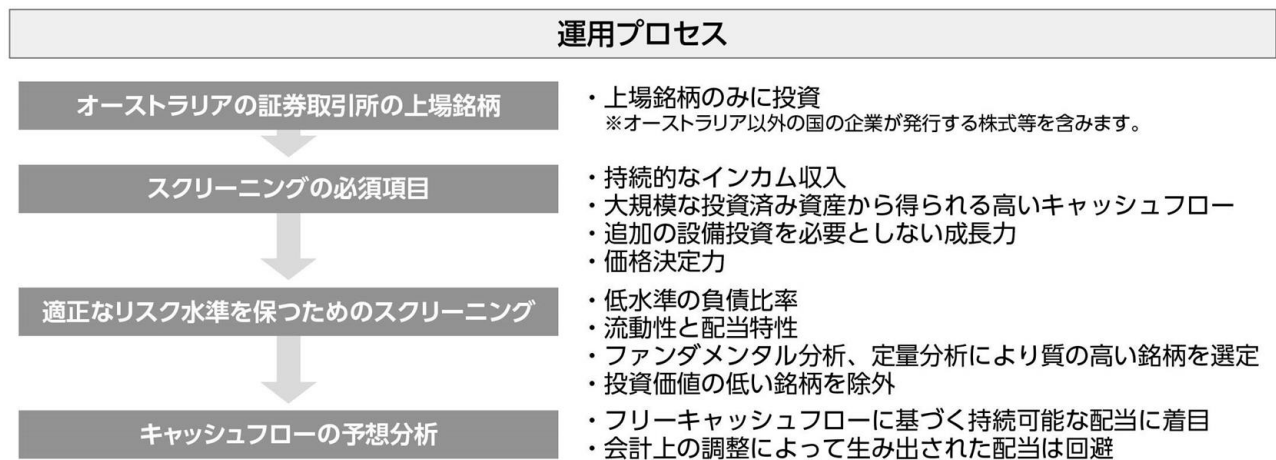 運用プロセス
オーストラリアの証券取引所の上場銘柄
・上場銘柄のみに投資
※オーストラリア以外の国の企業が発行する株式等を含みます。
スクリーニングの必須項目
・持続的なインカム収入
・大規模な投資済み資産から得られる高いキャッシュフロー
・追加の設備投資を必要としない成長力
・価格決定力
適正なリスク水準を保つためのスクリーニング
・低水準の負債比率
・流動性と配当特性
・ファンダメンタル分析、定量分析により質の高い銘柄を選定
・投資価値の低い銘柄を除外
キャッシュフローの予想分析
・フリーキャッシュフローに基づく持続可能な配当に着目
・会計上の調整によって生み出された配当は回避